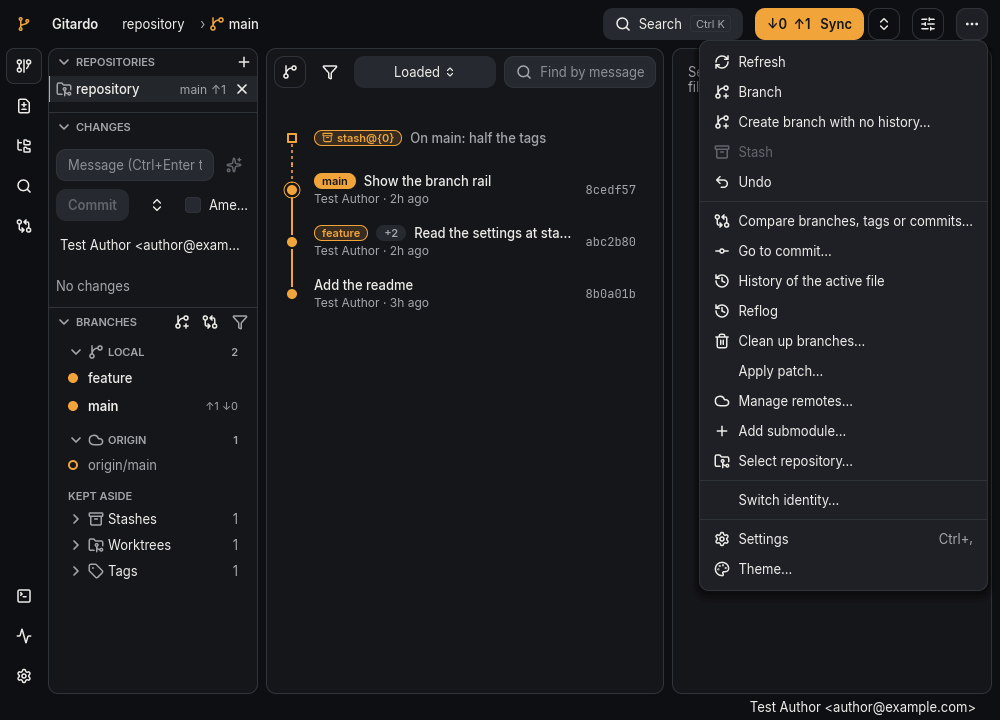 Gitardo repository › main Search Ctrl K ↓0 ↑1 Sync
REPOSITORIES
repository main ↑1
CHANGES
Message (Ctrl+Enter t
Commit Ame...
Test Author <author@exam...
No changes
BRANCHES
LOCAL 2
feature
main ↑1 ↓0
ORIGIN 1
origin/main
KEPT ASIDE
Stashes 1
Worktrees 1
Tags 1
Loaded Find by message
stash@{0} On main: half the tags
main Show the branch rail
Test Author · 2h ago 8cedf57
feature +2 Read the settings at sta...
Test Author · 2h ago abc2b80
Add the readme
Test Author · 3h ago 8b0a01b
Refresh
Branch
Create branch with no history...
Stash
Undo
Compare branches, tags or commits...
Go to commit...
History of the active file
Reflog
Clean up branches...
Apply patch...
Manage remotes...
Add submodule...
Select repository...
Switch identity...
Settings Ctrl+,
Theme...
Test Author <author@example.com>